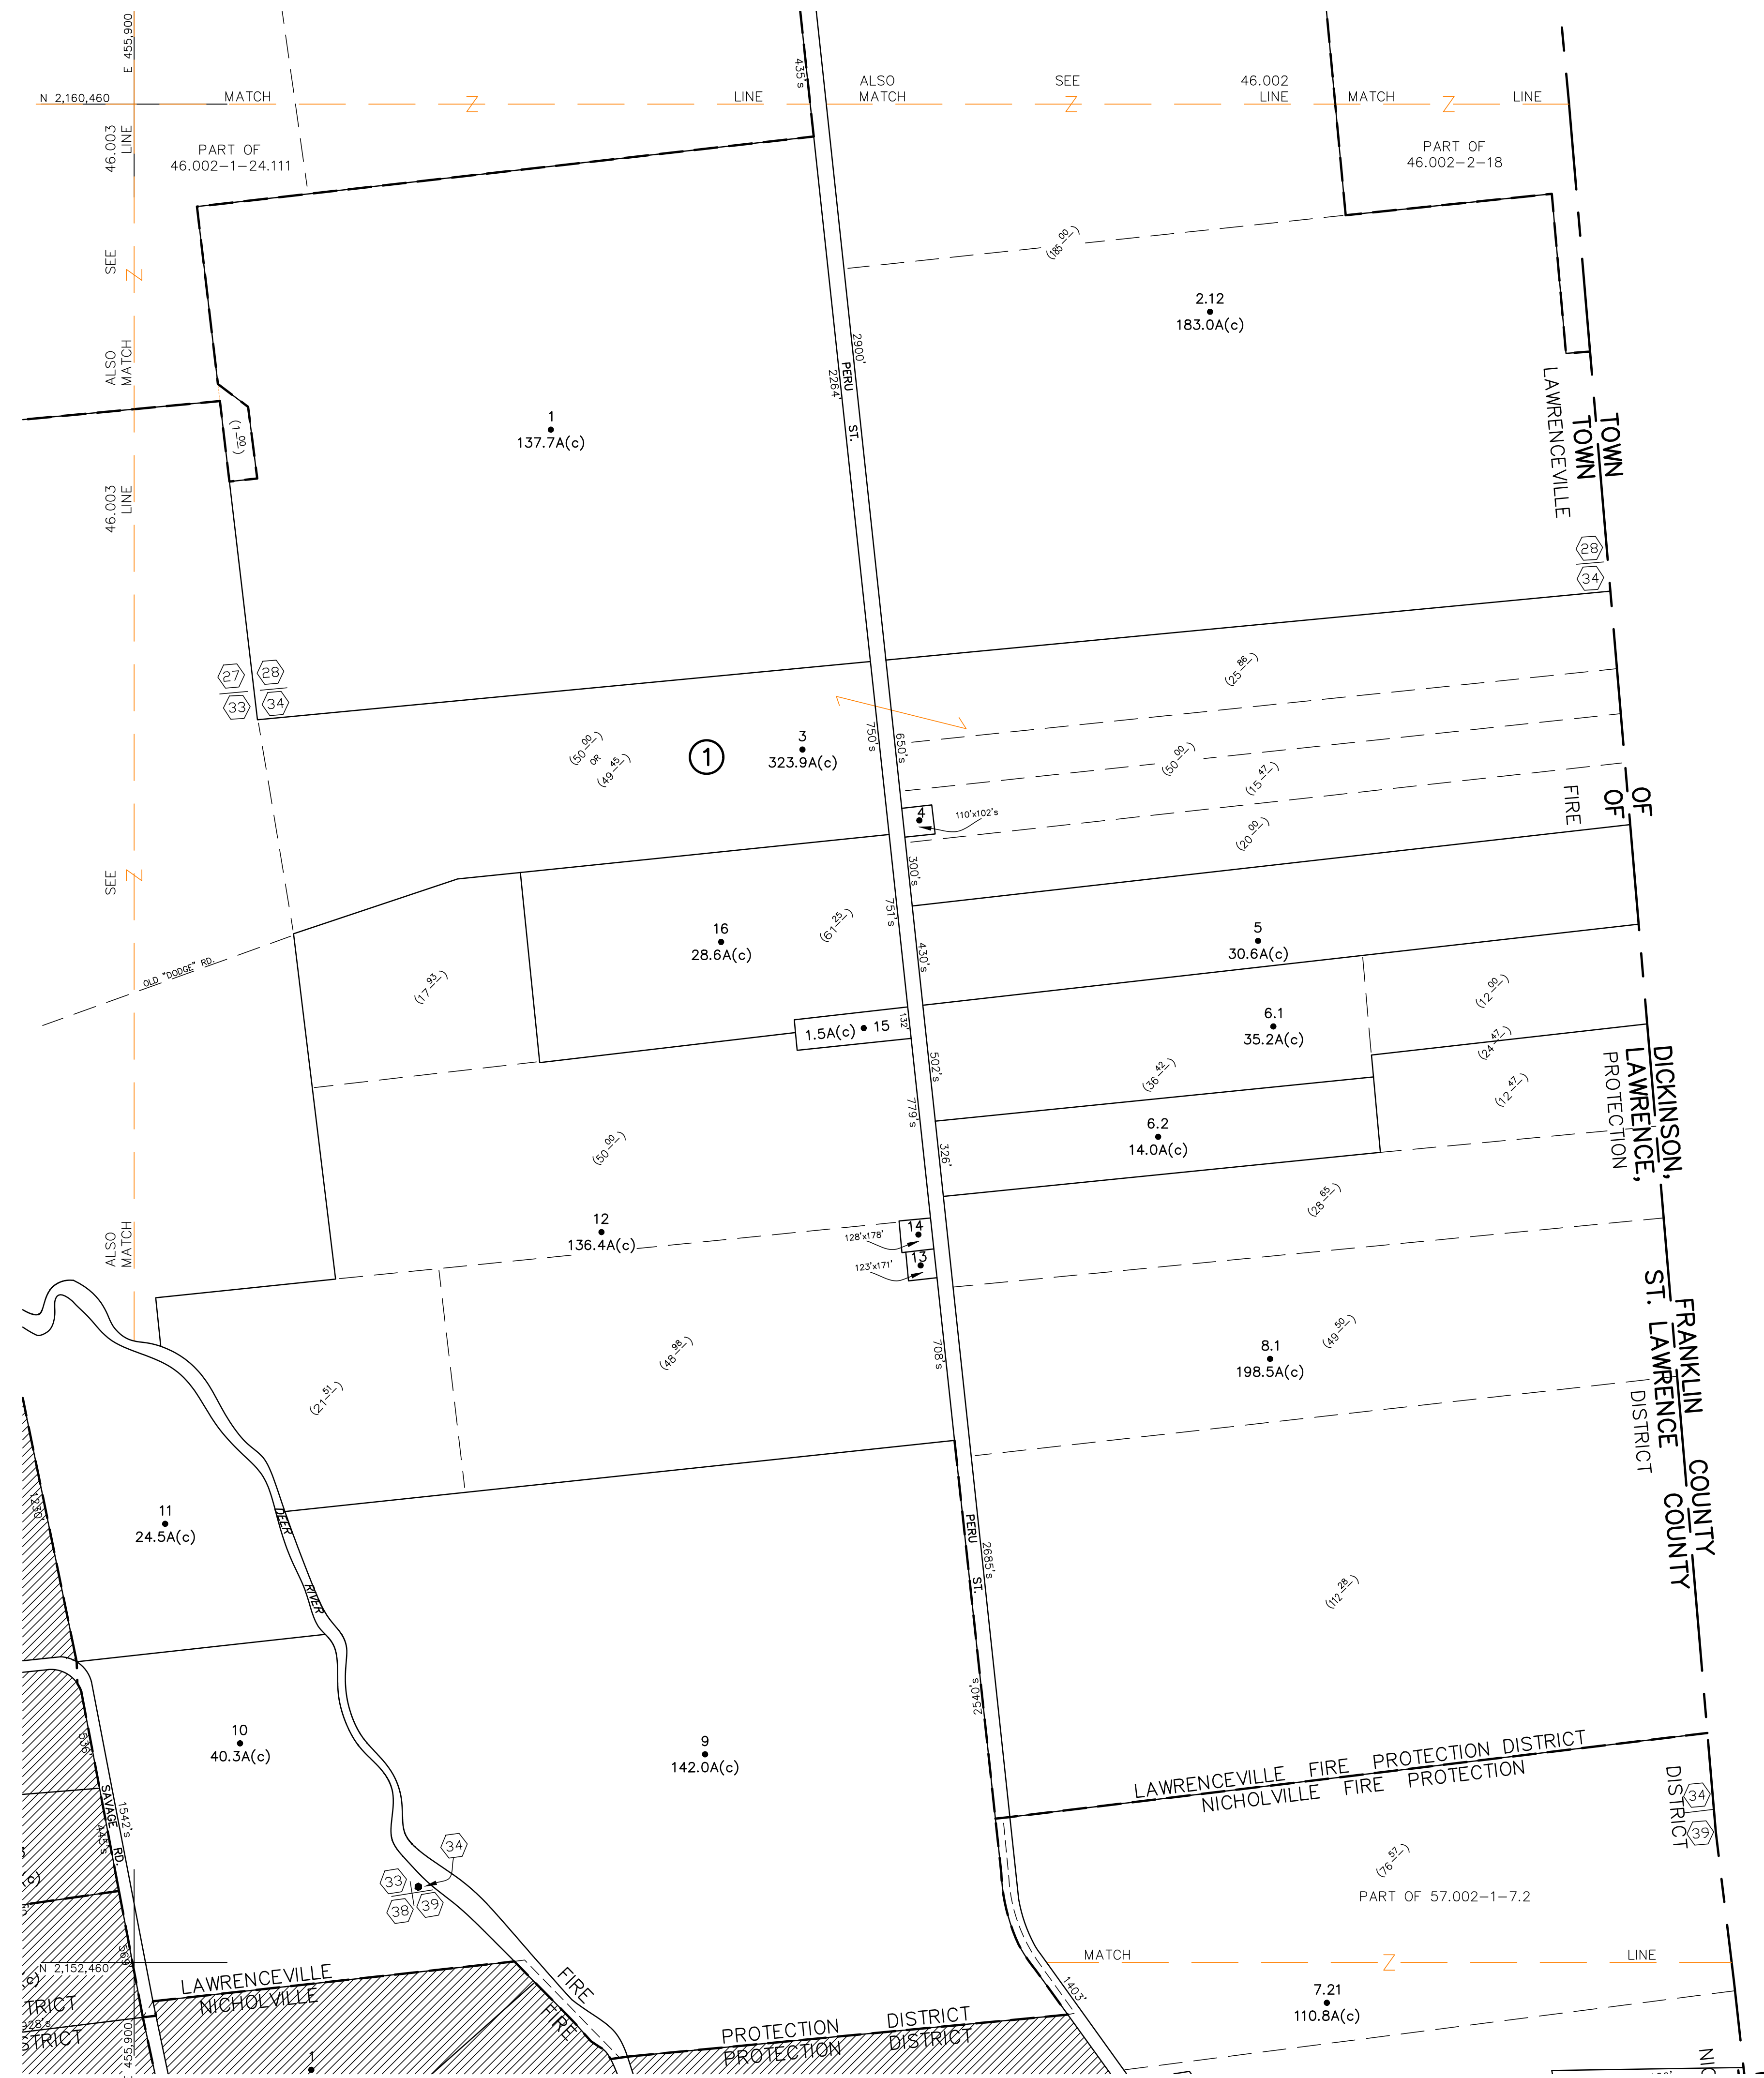 E 455,900
N 2,160,460
MATCH
LINE
ALSO
MATCH
SEE
46.002
LINE
MATCH
LINE
435's
46.003
LINE
PART OF
46.002-1-24.111
PART OF
46.002-2-18
SEE
(185.00)
2.12
183.0A(c)
ALSO
MATCH
2900'
PERU
ST.
2264'
1
137.7A(c)
(1.00)
LAWRENCEVILLE
TOWN
TOWN
46.003
LINE
28
34
27
28
33
34
(25.86)
(50.00)
OR
(49.45)
1
3
323.9A(c)
750's
650's
(50.00)
(15.47)
FIRE
OF
OF
4
110'x102's
(20.00)
SEE
300's
751's
16
28.6A(c)
(61.25)
430's
5
30.6A(c)
OLD "DODGE" RD.
(17.93)
(12.00)
1.5A(c)
15
132'
6.1
35.2A(c)
(24.47)
502's
(36.42)
(12.47)
DICKINSON,
LAWRENCE,
PROTECTION
779's
6.2
14.0A(c)
326'
(50.00)
(28.65)
12
136.4A(c)
14
128'x178'
13
123'x171'
ALSO
MATCH
708's
8.1
198.5A(c)
(49.50)
(48.98)
(21.51)
FRANKLIN COUNTY
ST. LAWRENCE COUNTY
DISTRICT
1230'
11
24.5A(c)
DEER
RIVER
PERU
ST.
2685's
(112.28)
2540's
10
40.3A(c)
9
142.0A(c)
636'
SAVAGE RD.
1542's
445's
LAWRENCEVILLE FIRE PROTECTION DISTRICT
NICHOLVILLE FIRE PROTECTION
DISTRICT
34
39
34
33
38
39
(76.57)
PART OF 57.002-1-7.2
MATCH
LINE
569'
N 2,152,460
7.21
110.8A(c)
1403'
LAWRENCEVILLE
NICHOLVILLE
FIRE
FIRE
PROTECTION DISTRICT
PROTECTION DISTRICT
TRICT
STRICT
455,900
1